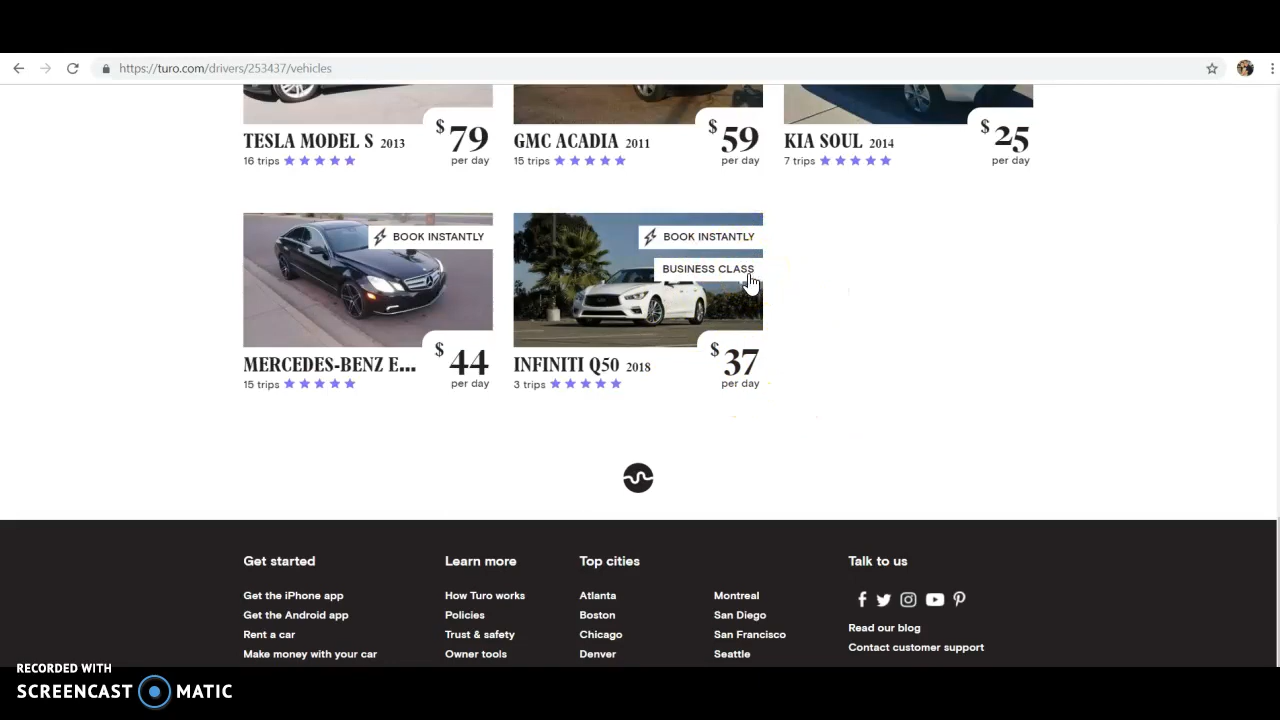 https://turo.com/drivers/253437/vehicles
TESLA MODEL S 2013
16 trips
$79
per day
GMC ACADIA 2011
15 trips
$59
per day
KIA SOUL 2014
7 trips
$25
per day
BOOK INSTANTLY
MERCEDES-BENZ E...
15 trips
$44
per day
BOOK INSTANTLY
BUSINESS CLASS
INFINITI Q50 2018
3 trips
$37
per day
Get started
Get the iPhone app
Get the Android app
Rent a car
Make money with your car
Learn more
How Turo works
Policies
Trust & safety
Owner tools
Top cities
Atlanta
Boston
Chicago
Denver
Montreal
San Diego
San Francisco
Seattle
Talk to us
Read our blog
Contact customer support
RECORDED WITH
SCREENCAST MATIC